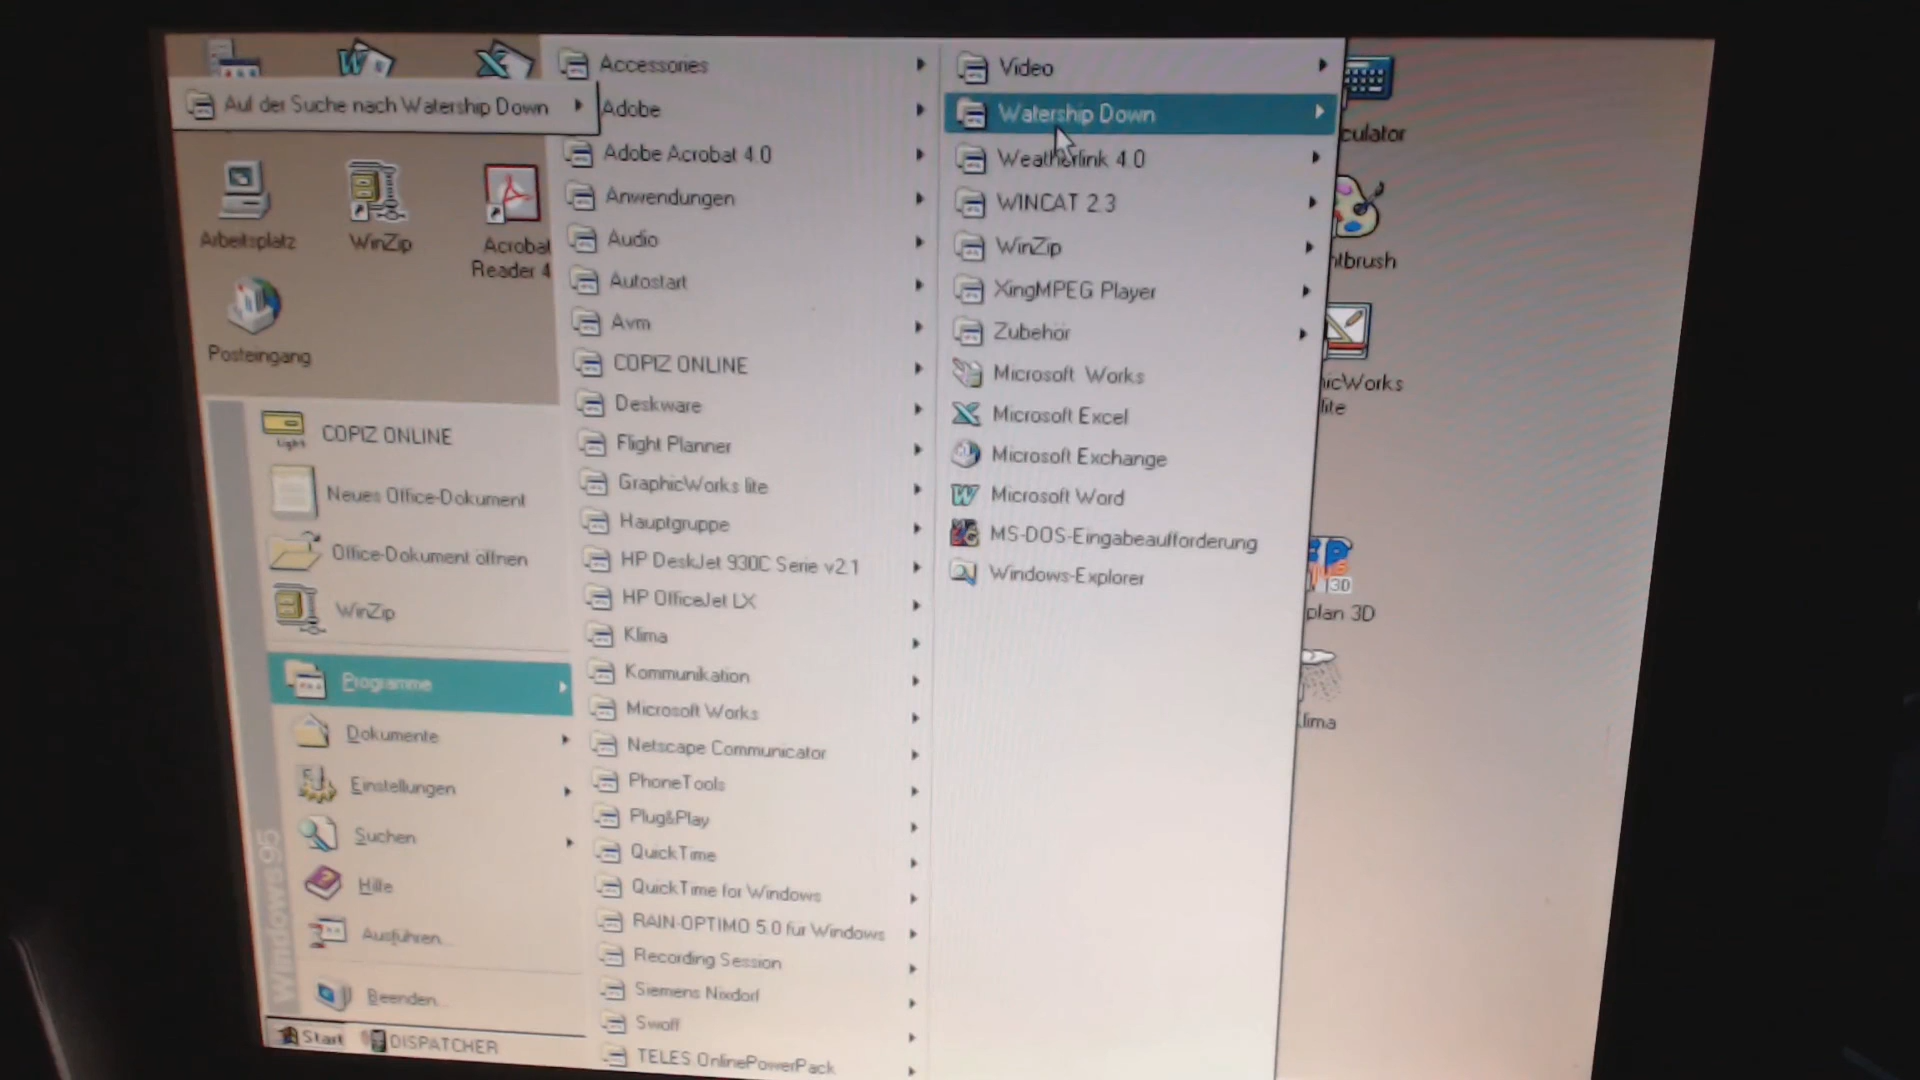 Auf der Suche nach Watership Down
Arbeitsplatz
WinZip
Acrobat
Reader 4
Posteingang
COPIZ ONLINE
Neues Office-Dokument
Office-Dokument öffnen
WinZip
Programme
Dokumente
Einstellungen
Suchen
Hilfe
Ausführen...
Beenden...
Windows 95
Start
DISPATCHER
Accessories
Adobe
Adobe Acrobat 4.0
Anwendungen
Audio
Autostart
Avm
COPIZ ONLINE
Deskware
Flight Planner
GraphicWorks lite
Hauptgruppe
HP DeskJet 930C Serie v2.1
HP OfficeJet LX
Klima
Kommunikation
Microsoft Works
Netscape Communicator
PhoneTools
Plug&Play
QuickTime
QuickTime for Windows
RAIN-OPTIMO 5.0 für Windows
Recording Session
Siemens Nixdorf
Swoff
TELES OnlinePowerPack
Video
Watership Down
Weatherlink 4.0
WINCAT 2.3
WinZip
XingMPEG Player
Zubehör
Microsoft Works
Microsoft Excel
Microsoft Exchange
Microsoft Word
MS-DOS-Eingabeaufforderung
Windows-Explorer
culator
ntbrush
hicWorks
lite
plan 3D
lima